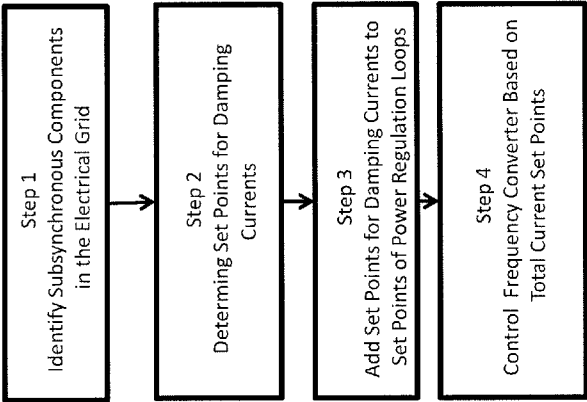 Step 1
Identify Subsynchronous Components
in the Electrical Grid
Step 2
Determing Set Points for Damping
Currents
Step 3
Add Set Points for Damping Currents to
Set Points of Power Regulation Loops
Step 4
Control Frequency Converter Based on
Total Current Set Points